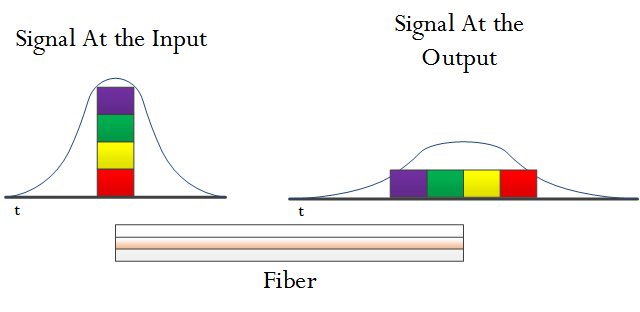 Signal At the Input
Signal At the
Output
t
t
Fiber